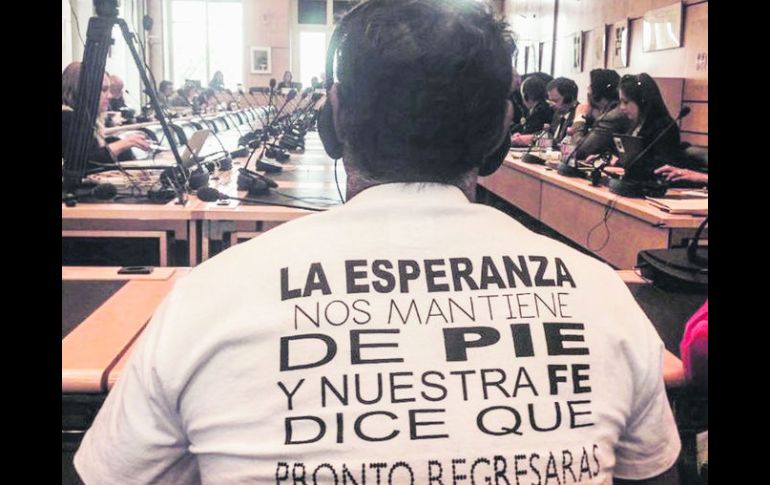 LA ESPERANZA
NOS MANTIENE
DE PIE
Y NUESTRA FE
DICE QUE
PRONTO REGRESARAS